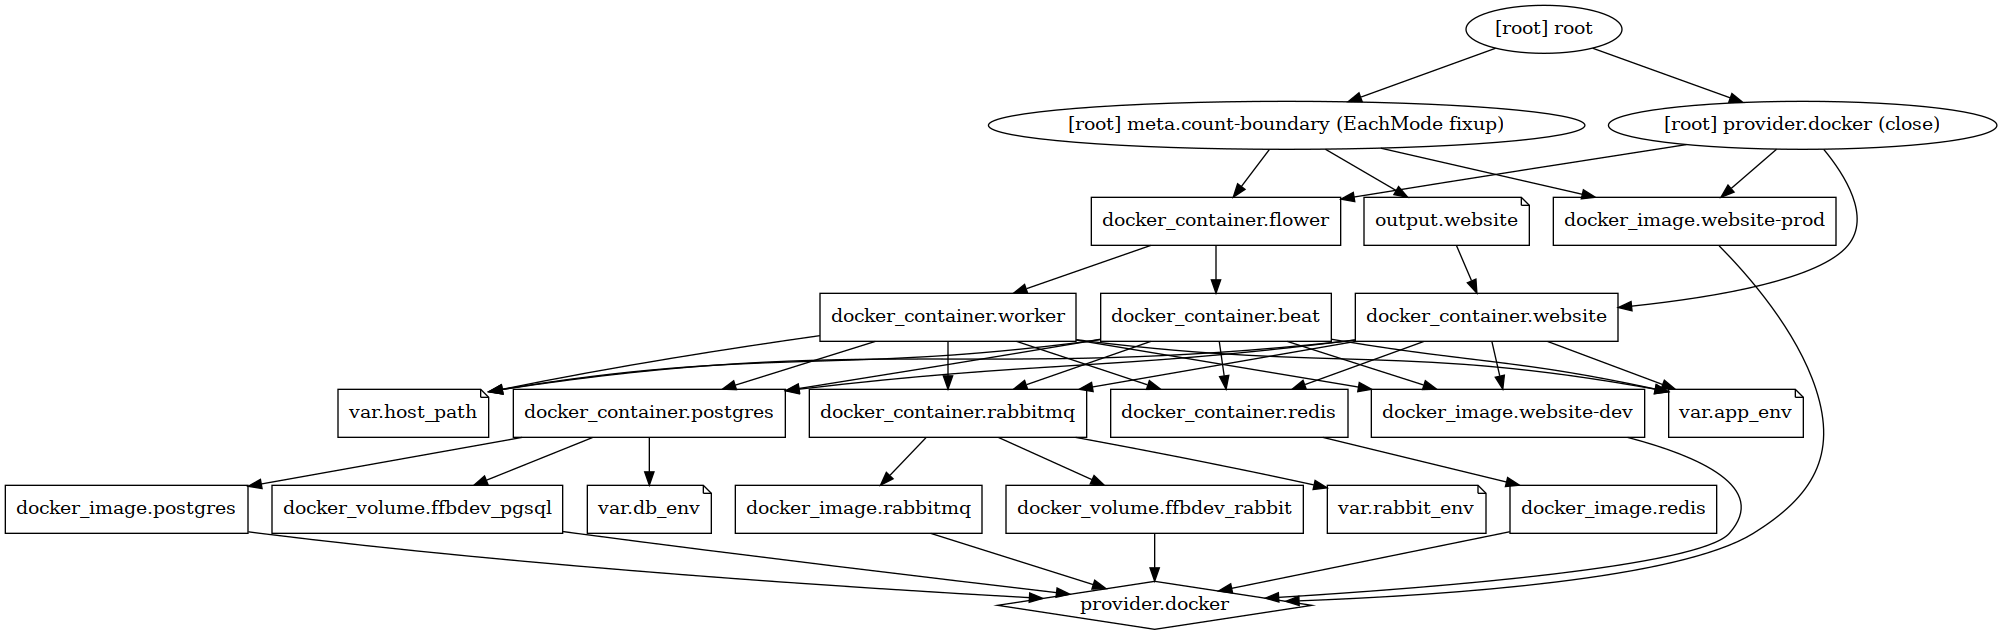 [root] root
[root] meta.count-boundary (EachMode fixup)
[root] provider.docker (close)
docker_container.flower
output.website
docker_image.website-prod
docker_container.worker
docker_container.beat
docker_container.website
var.host_path
docker_container.postgres
docker_container.rabbitmq
docker_container.redis
docker_image.website-dev
var.app_env
docker_image.postgres
docker_volume.ffbdev_pgsql
var.db_env
docker_image.rabbitmq
docker_volume.ffbdev_rabbit
var.rabbit_env
docker_image.redis
provider.docker